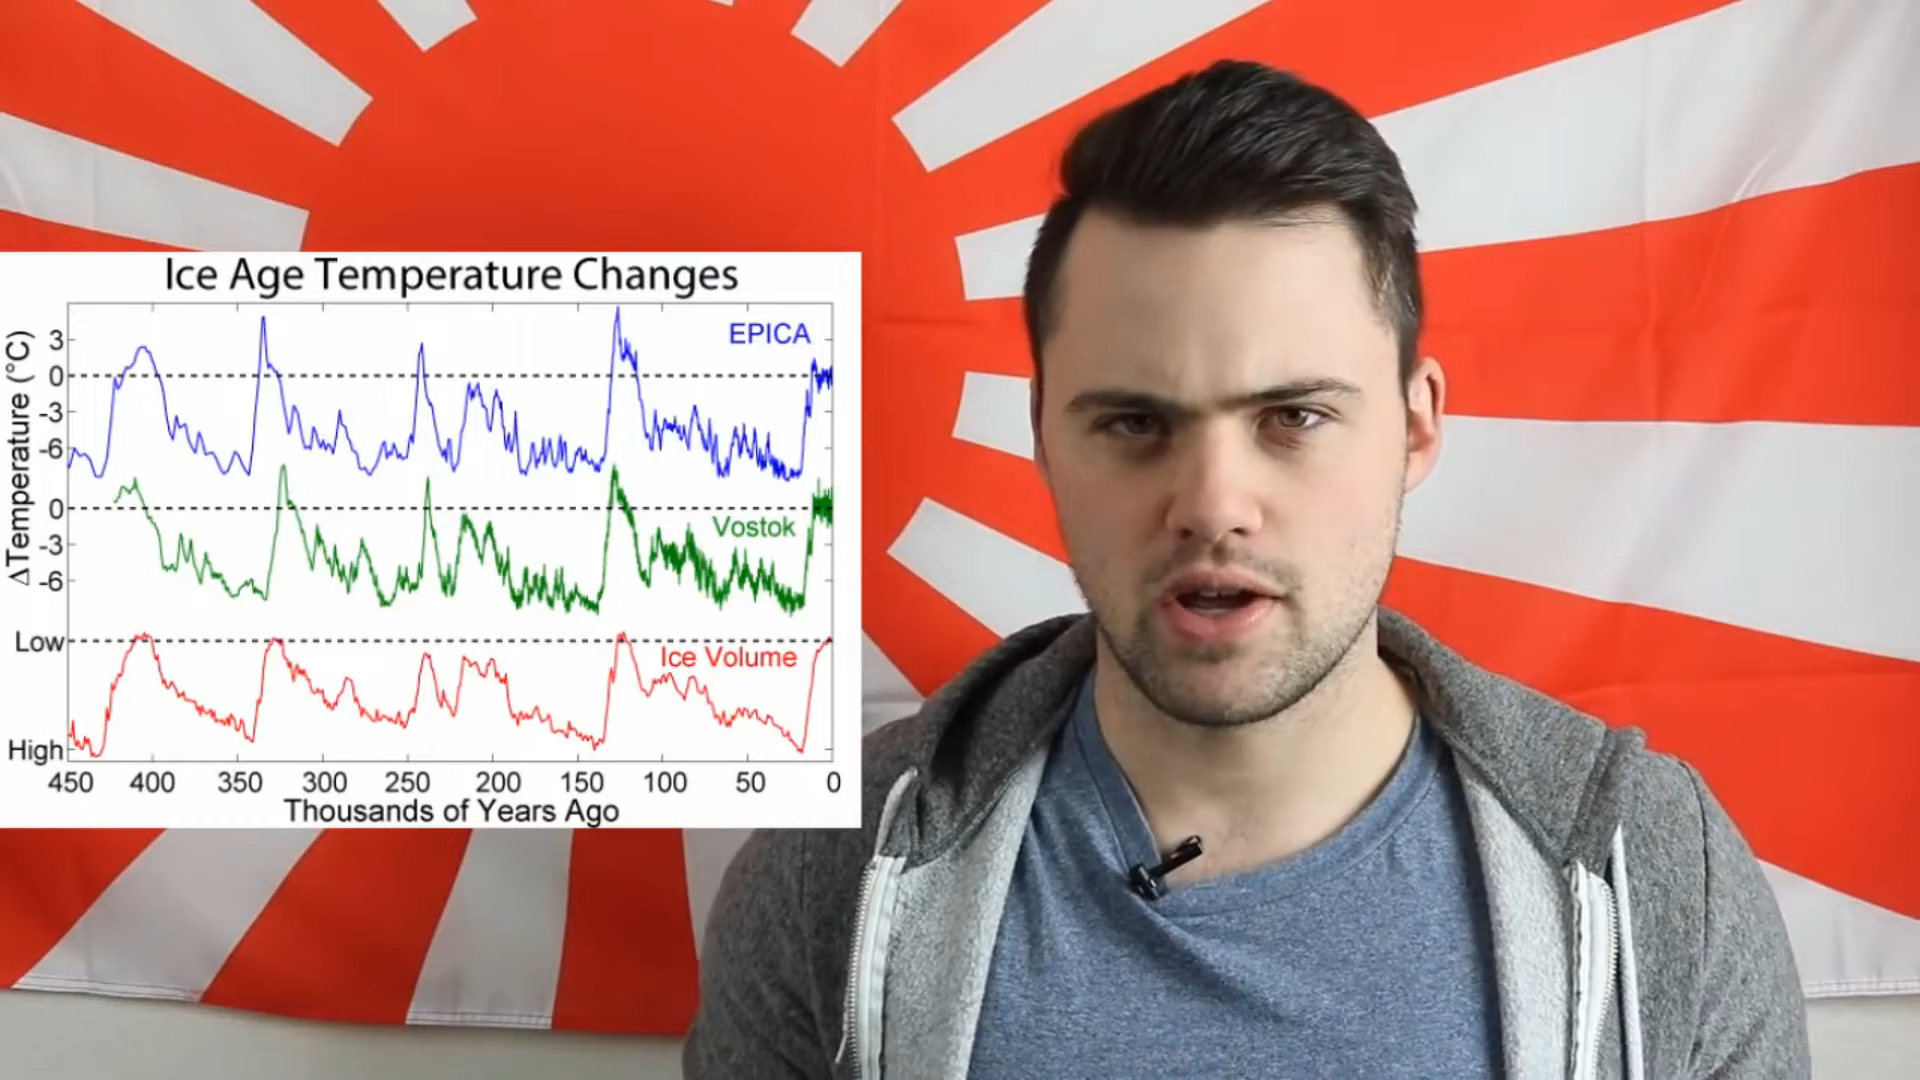 Ice Age Temperature Changes
EPICA
3
0
-3
-6
Vostok
0
-3
-6
ΔTemperature (°C)
Low
Ice Volume
High
450 400 350 300 250 200 150 100 50 0
Thousands of Years Ago